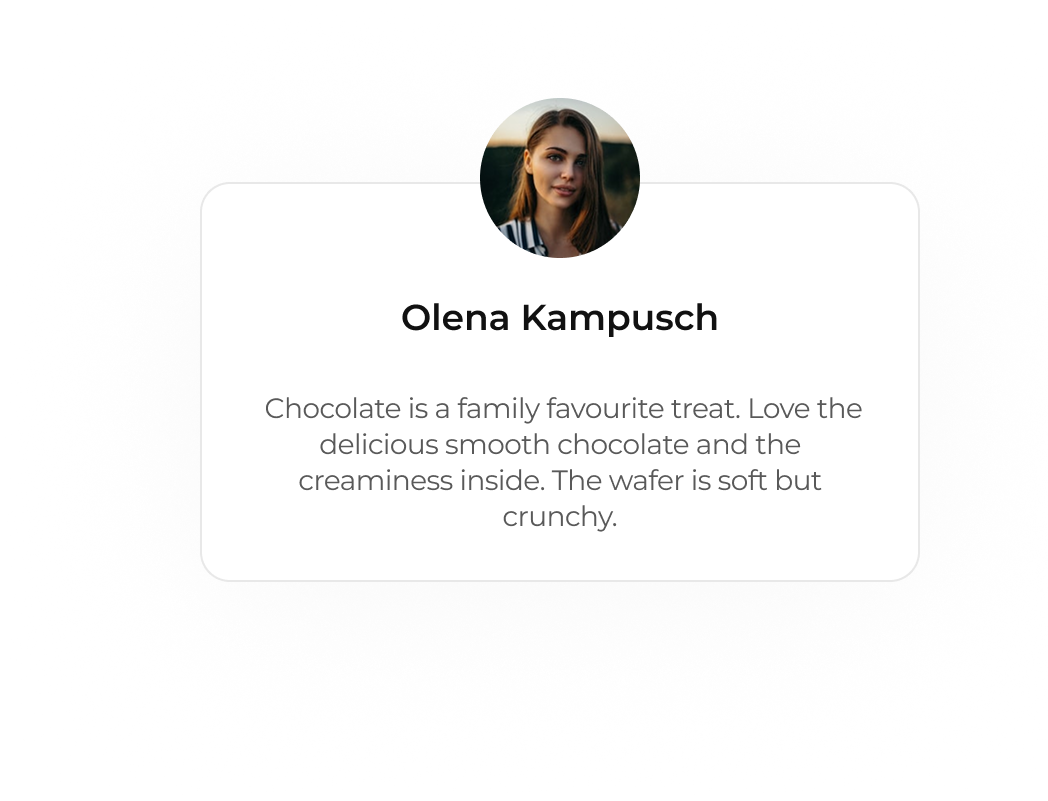 Olena Kampusch
Chocolate is a family favourite treat. Love the
delicious smooth chocolate and the
creaminess inside. The wafer is soft but
crunchy.